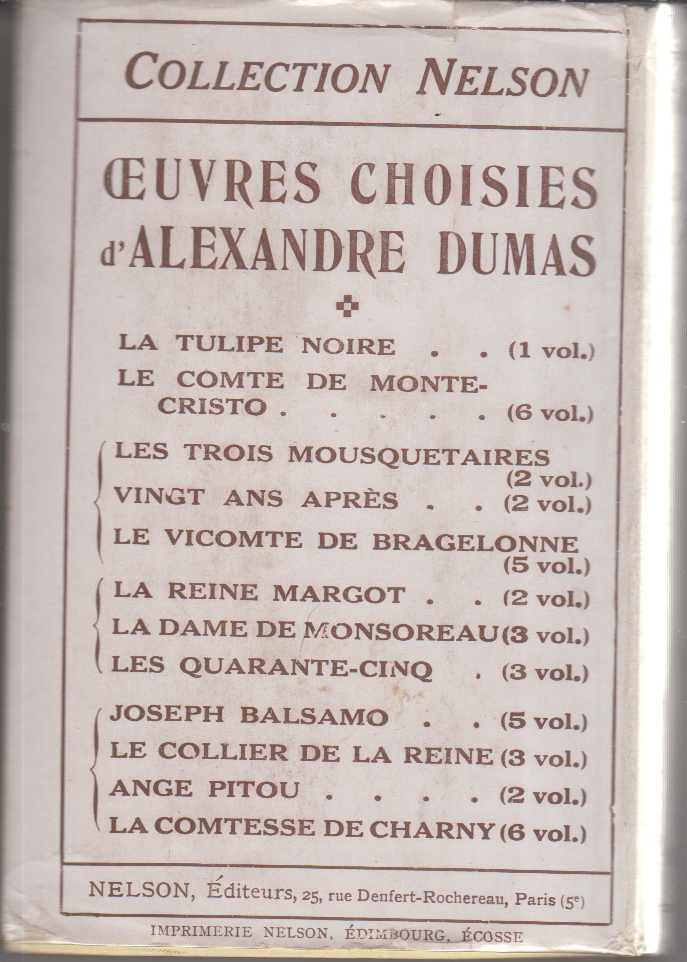 COLLECTION NELSON
ŒUVRES CHOISIES
d'ALEXANDRE DUMAS
LA TULIPE NOIRE . . (1 vol.)
LE COMTE DE MONTE-
CRISTO . . . . . (6 vol.)
LES TROIS MOUSQUETAIRES
(2 vol.)
VINGT ANS APRÈS . . (2 vol.)
LE VICOMTE DE BRAGELONNE
(5 vol.)
LA REINE MARGOT . . (2 vol.)
LA DAME DE MONSOREAU (3 vol.)
LES QUARANTE-CINQ . (3 vol.)
JOSEPH BALSAMO . . (5 vol.)
LE COLLIER DE LA REINE (3 vol.)
ANGE PITOU . . . . (2 vol.)
LA COMTESSE DE CHARNY (6 vol.)
NELSON, Éditeurs, 25, rue Denfert-Rochereau, Paris (5e)
IMPRIMERIE NELSON, ÉDIMBOURG, ÉCOSSE